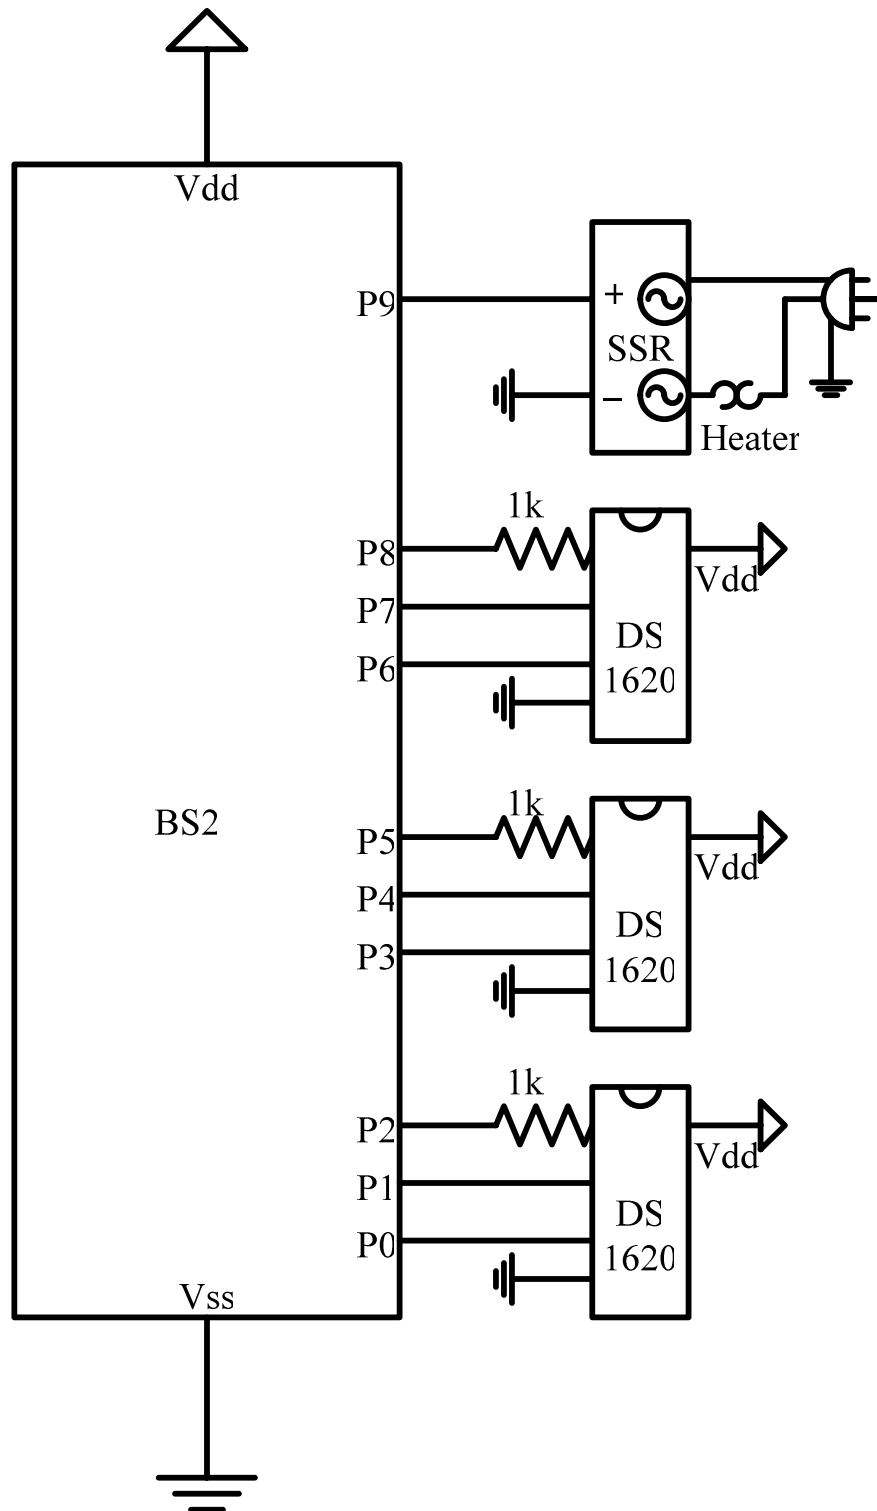 Vdd
P9
+
SSR
–
Heater
1k
P8
Vdd
P7
DS
P6
1620
1k
BS2
P5
Vdd
P4
DS
P3
1620
1k
P2
Vdd
P1
DS
P0
1620
Vss